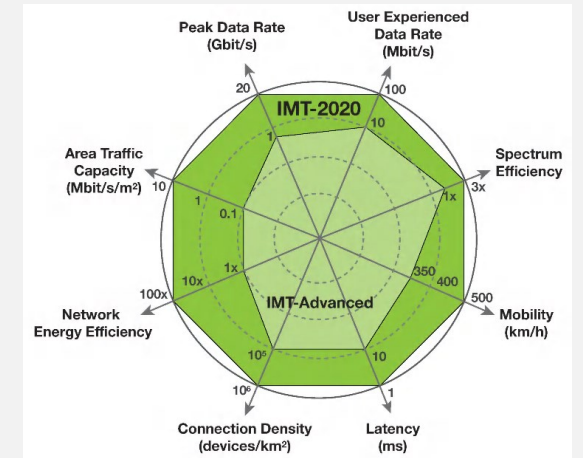 Peak Data Rate
(Gbit/s)
User Experienced
Data Rate
(Mbit/s)
20
100
IMT-2020
1
10
Area Traffic
Capacity
(Mbit/s/m²)
10
1
0.1
Spectrum
Efficiency
3x
1x
1x
10x
100x
350
400
500
Network
Energy Efficiency
IMT-Advanced
Mobility
(km/h)
10⁵
10
10⁶
1
Connection Density
(devices/km²)
Latency
(ms)